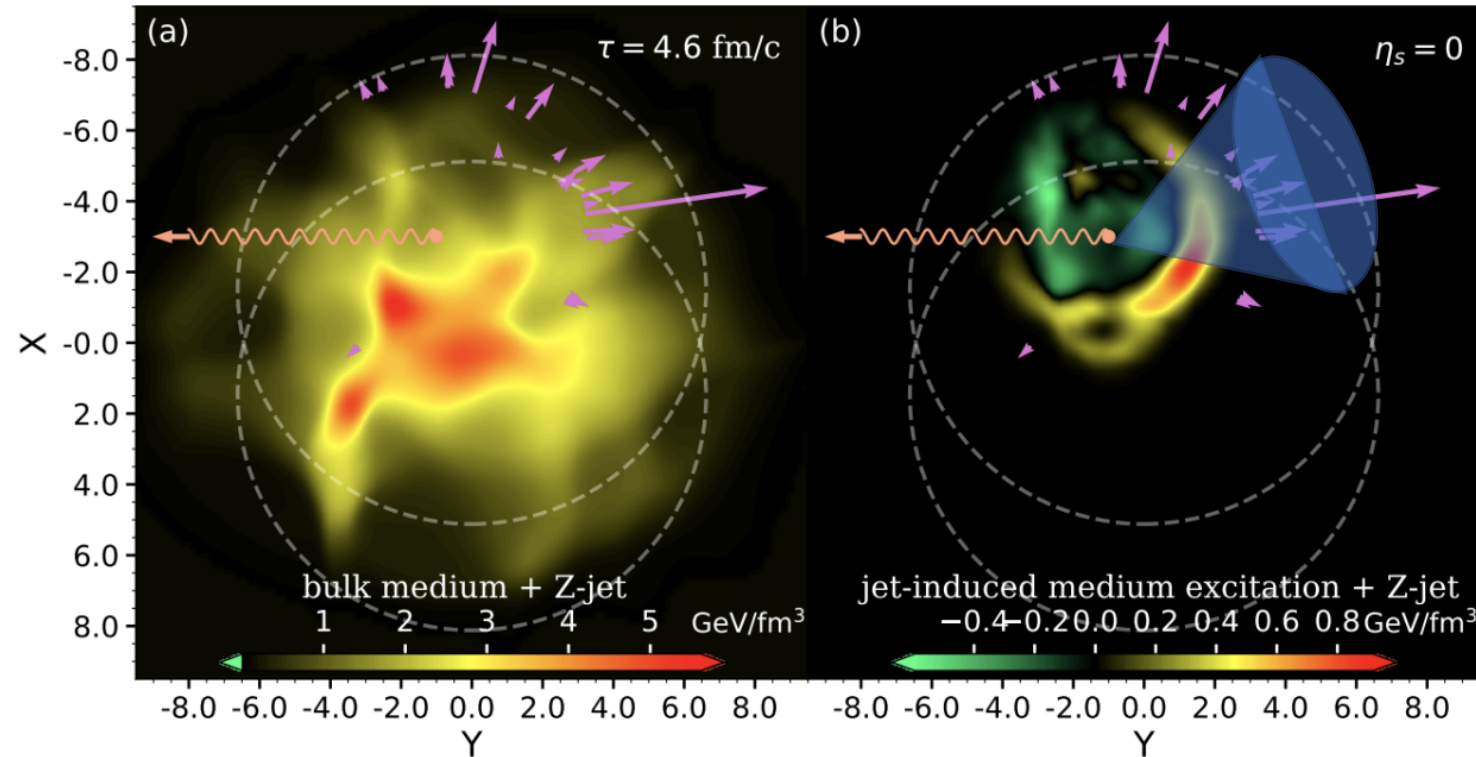 (a)
τ = 4.6 fm/c
(b)
ηs = 0
X
-8.0
-6.0
-4.0
-2.0
-0.0
2.0
4.0
6.0
8.0
bulk medium + Z-jet
1 2 3 4 5 GeV/fm³
jet-induced medium excitation + Z-jet
−0.4 −0.2 0.0 0.2 0.4 0.6 0.8 GeV/fm³
-8.0 -6.0 -4.0 -2.0 0.0 2.0 4.0 6.0 8.0
-8.0 -6.0 -4.0 -2.0 0.0 2.0 4.0 6.0 8.0
Y
Y